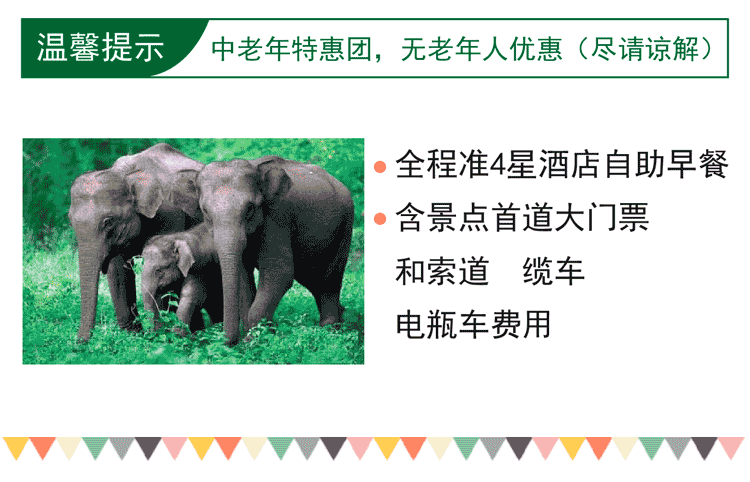 温馨提示
中老年特惠团，无老年人优惠（尽请谅解）
全程准4星酒店自助早餐
含景点首道大门票
和索道　缆车
电瓶车费用